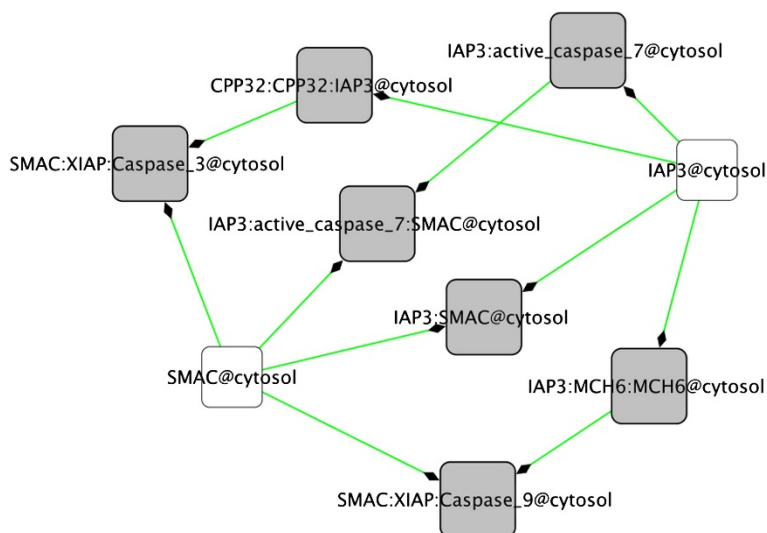 IAP3:active_caspase_7@cytosol
CPP32:CPP32:IAP3@cytosol
SMAC:XIAP:Caspase_3@cytosol
IAP3@cytosol
IAP3:active_caspase_7:SMAC@cytosol
IAP3:SMAC@cytosol
SMAC@cytosol
IAP3:MCH6:MCH6@cytosol
SMAC:XIAP:Caspase_9@cytosol